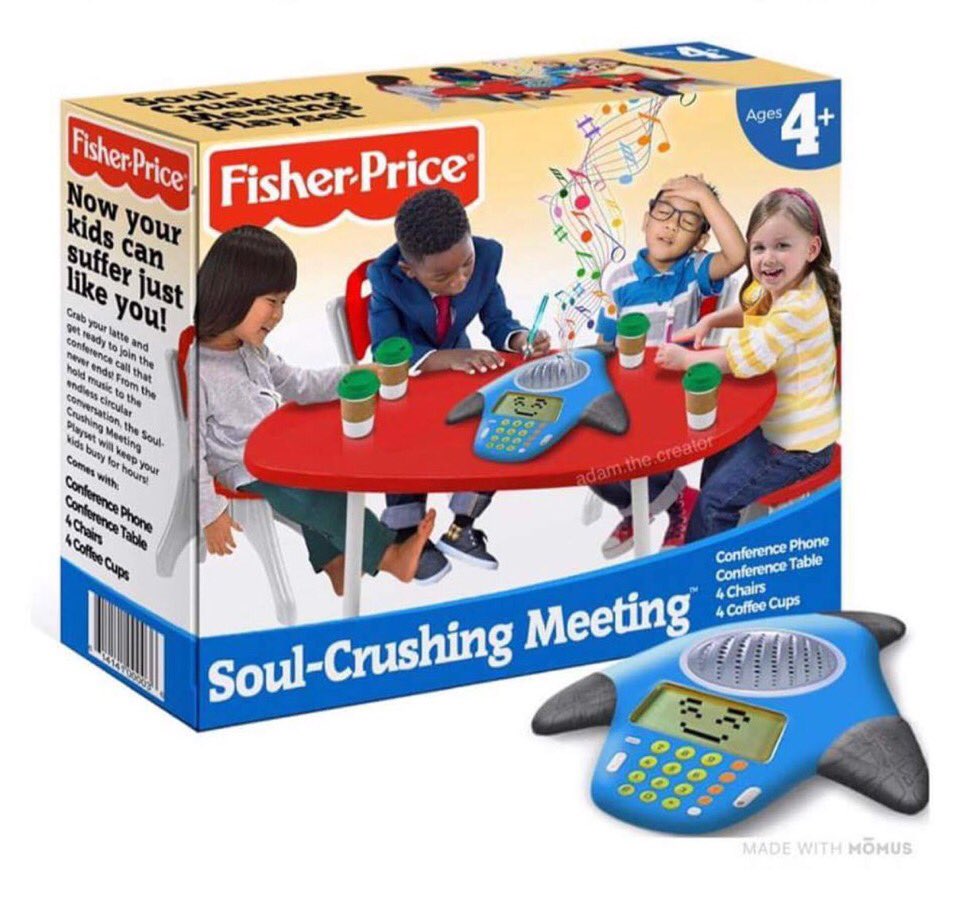 Soul-
Crushing
Meeting
Playset
4+
Fisher-Price®
Now your
kids can
suffer just
like you!
Grab your latte and
get ready to join the
conference call that
never ends! From the
hold music to the
endless circular
conversation, the Soul-
Crushing Meeting
Playset will keep your
kids busy for hours!
Comes with:
Conference Phone
Conference Table
4 Chairs
4 Coffee Cups
Fisher-Price®
Ages 4+
adam.the.creator
Soul-Crushing Meeting™
Conference Phone
Conference Table
4 Chairs
4 Coffee Cups
MADE WITH MŌMUS